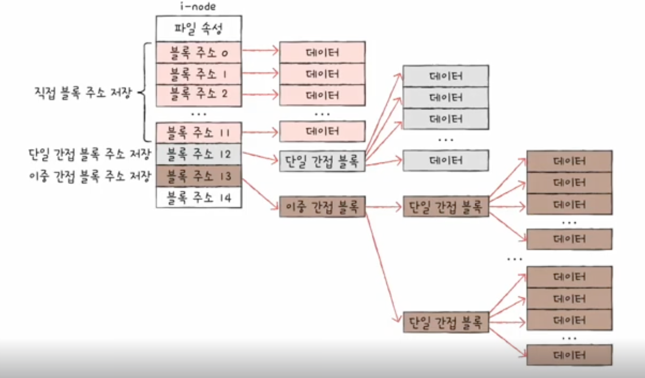 i-node
파일 속성
블록 주소 0
블록 주소 1
블록 주소 2
...
블록 주소 11
블록 주소 12
블록 주소 13
블록 주소 14
직접 블록 주소 저장
단일 간접 블록 주소 저장
이중 간접 블록 주소 저장
데이터
데이터
데이터
...
데이터
단일 간접 블록
이중 간접 블록
데이터
데이터
데이터
...
데이터
단일 간접 블록
...
단일 간접 블록
데이터
데이터
데이터
...
데이터
데이터
데이터
데이터
...
데이터